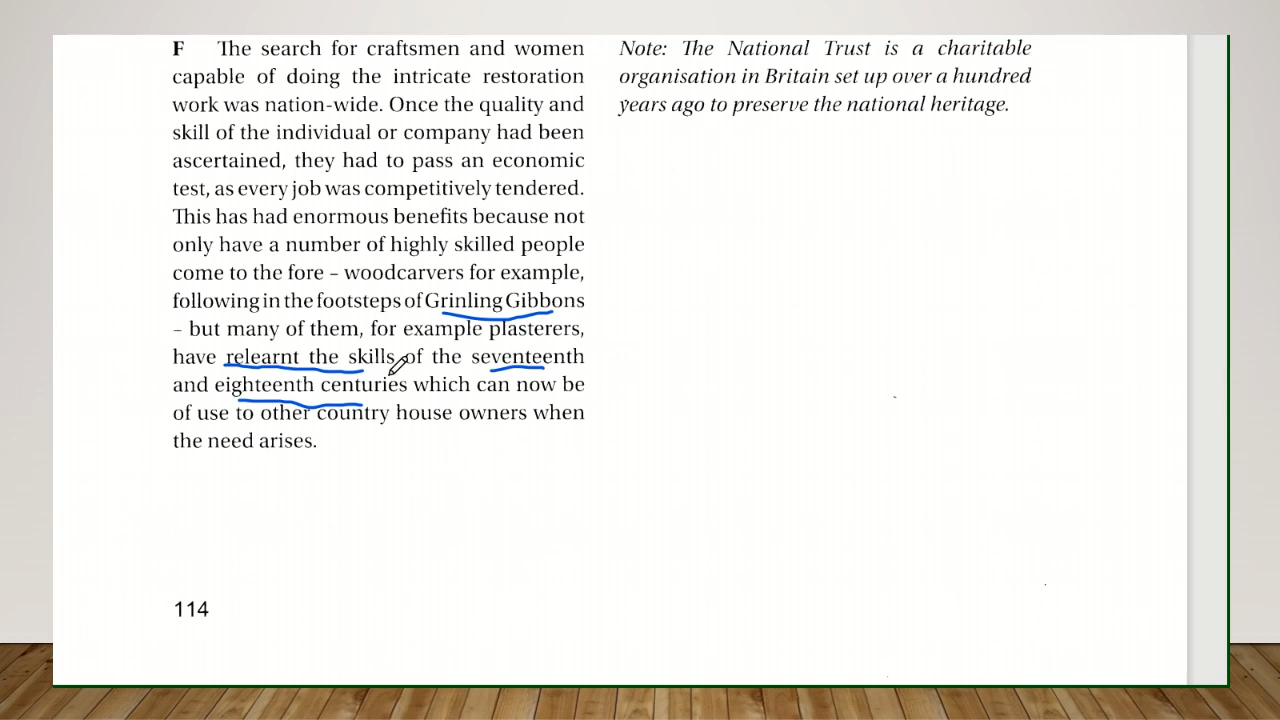 F The search for craftsmen and women
capable of doing the intricate restoration
work was nation-wide. Once the quality and
skill of the individual or company had been
ascertained, they had to pass an economic
test, as every job was competitively tendered.
This has had enormous benefits because not
only have a number of highly skilled people
come to the fore – woodcarvers for example,
following in the footsteps of Grinling Gibbons
– but many of them, for example plasterers,
have relearnt the skills of the seventeenth
and eighteenth centuries which can now be
of use to other country house owners when
the need arises.
Note: The National Trust is a charitable
organisation in Britain set up over a hundred
years ago to preserve the national heritage.
114